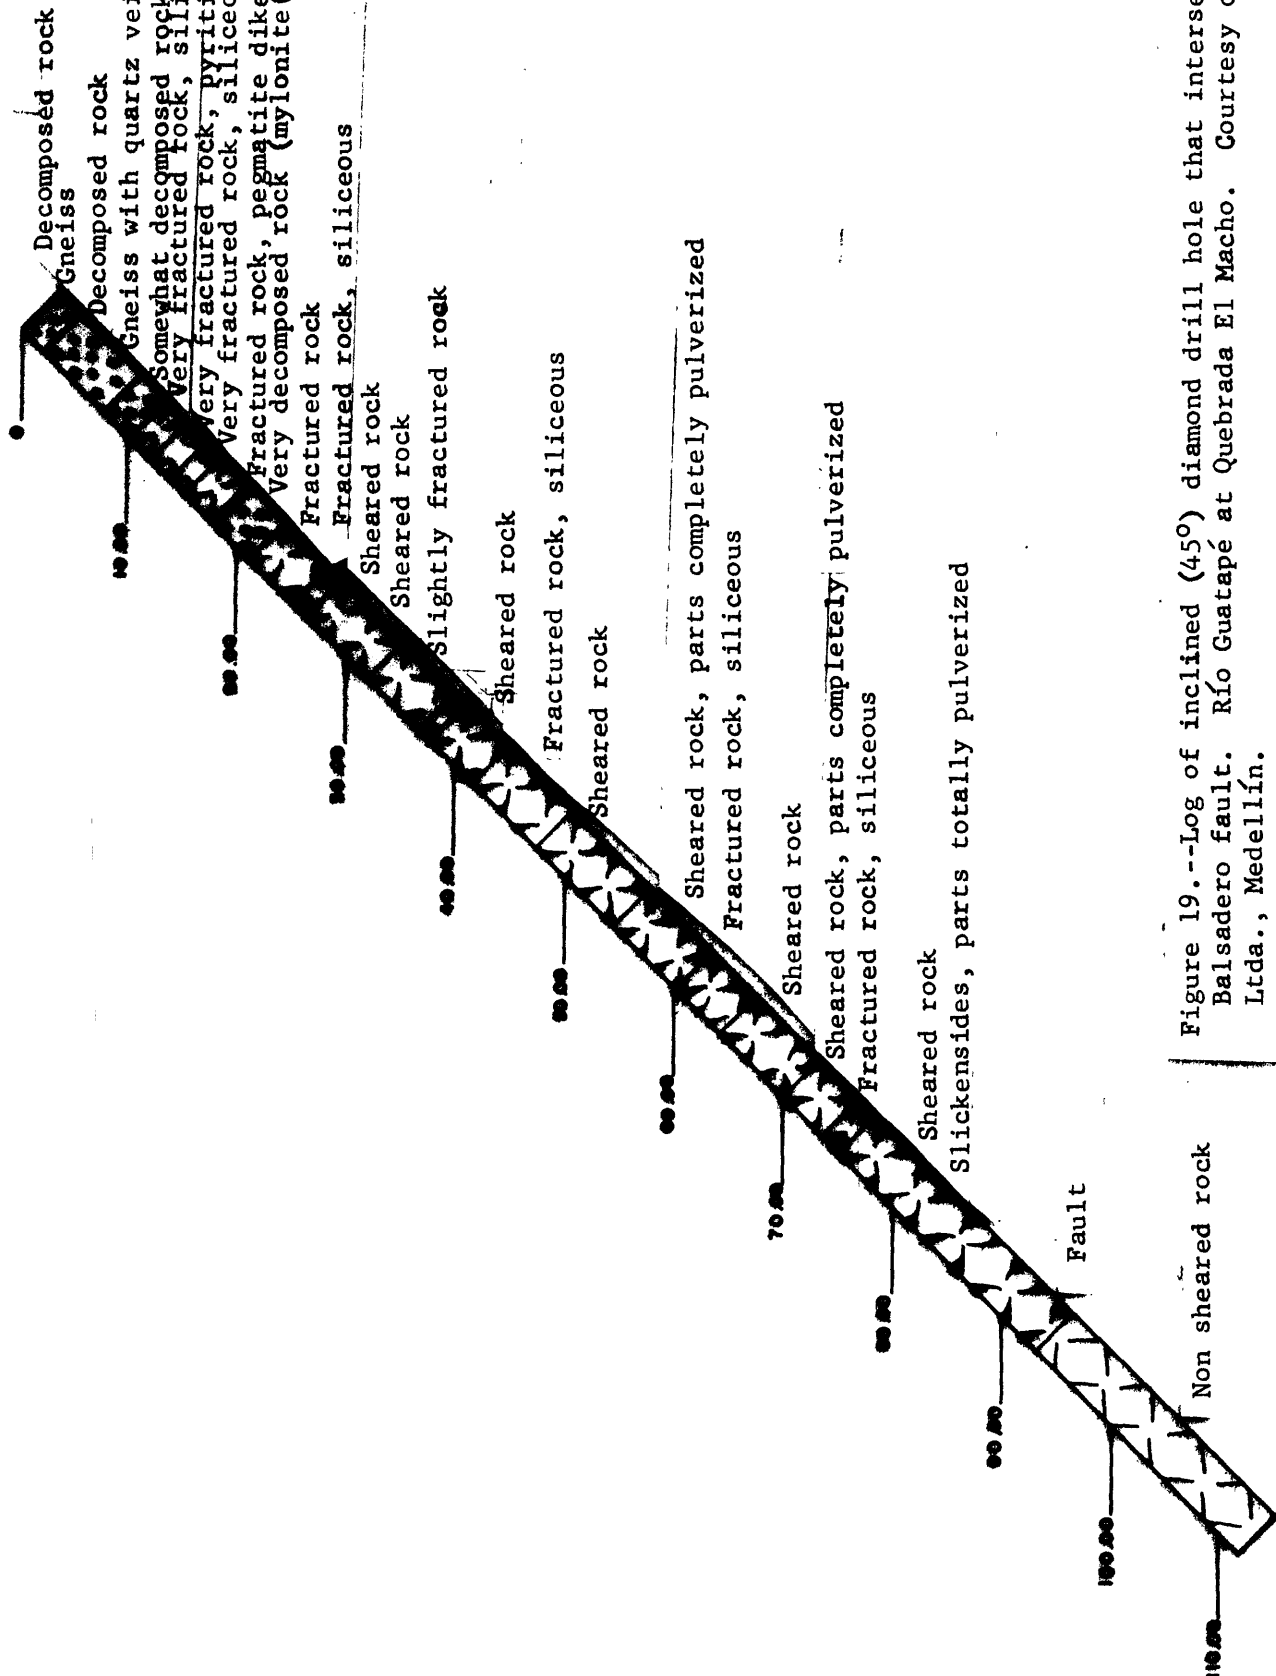 0
10.00
20.00
30.00
40.00
50.00
60.00
70.00
80.00
90.00
100.00
110.00
Decomposed rock
Gneiss
Decomposed rock
Gneiss with quartz
Somewhat decomposed rock
Very fractured rock,
Very fractured rock,
Very fractured rock,
Fractured rock, pegmatite dike
Very decomposed rock (mylonite
Fractured rock
Fractured rock, siliceous
Sheared rock
Sheared rock
Slightly fractured rock
Sheared rock
Fractured rock, siliceous
Sheared rock
Sheared rock, parts completely pulverized
Fractured rock, siliceous
Sheared rock
Sheared rock, parts completely pulverized
Fractured rock, siliceous
Sheared rock
Slickensides, parts totally pulverized
Fault
Non sheared rock
Figure 19.--Log of inclined (45°) diamond drill hole that
Balsadero fault. Río Guatapé at Quebrada El Macho. Courtesy
Ltda., Medellín.